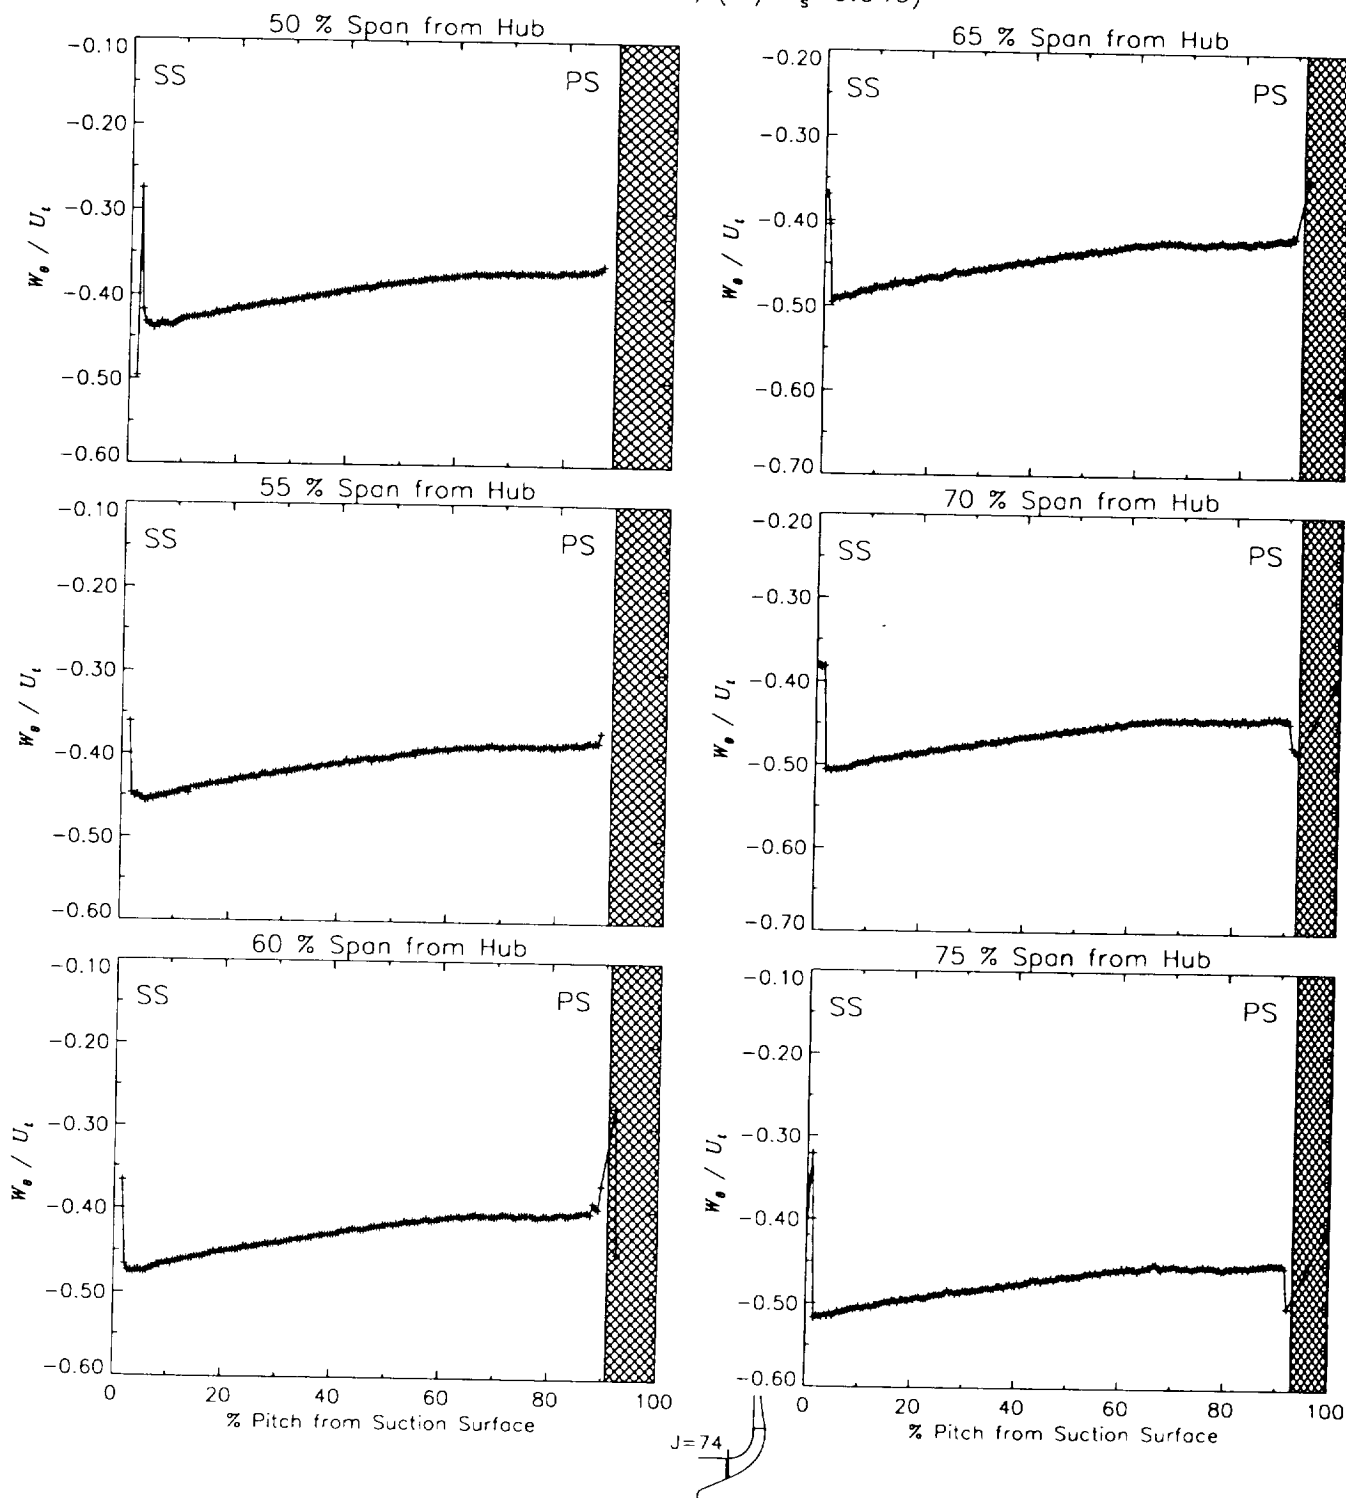 50 % Span from Hub
-0.10
-0.20
-0.30
-0.40
-0.50
-0.60
W_θ / U_t
SS
PS
65 % Span from Hub
-0.20
-0.30
-0.40
-0.50
-0.60
-0.70
W_θ / U_t
SS
PS
55 % Span from Hub
-0.10
-0.20
-0.30
-0.40
-0.50
-0.60
W_θ / U_t
SS
PS
70 % Span from Hub
-0.20
-0.30
-0.40
-0.50
-0.60
-0.70
W_θ / U_t
SS
PS
60 % Span from Hub
-0.10
-0.20
-0.30
-0.40
-0.50
-0.60
W_θ / U_t
SS
PS
0 20 40 60 80 100
% Pitch from Suction Surface
75 % Span from Hub
-0.10
-0.20
-0.30
-0.40
-0.50
-0.60
W_θ / U_t
SS
PS
20 40 60 80 100
% Pitch from Suction Surface
J=74